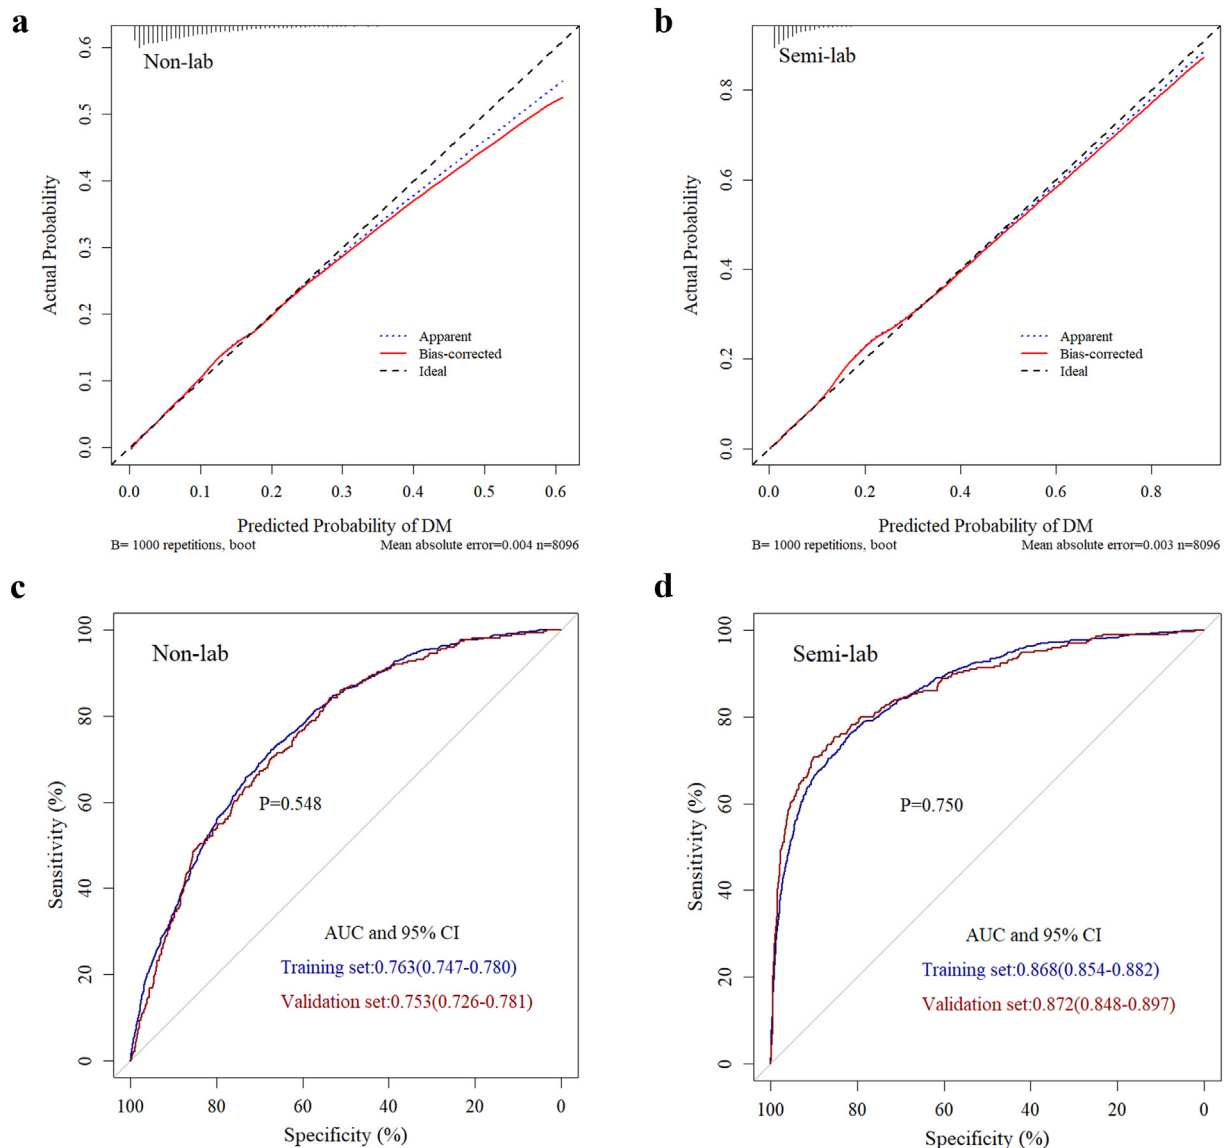 a
Non-lab
0.6
0.5
0.4
0.3
0.2
0.1
0.0
Actual Probability
Apparent
Bias-corrected
Ideal
0.0 0.1 0.2 0.3 0.4 0.5 0.6
Predicted Probability of DM
B= 1000 repetitions, boot
Mean absolute error=0.004 n=8096
b
Semi-lab
0.8
0.6
0.4
0.2
0.0
Actual Probability
Apparent
Bias-corrected
Ideal
0.0 0.2 0.4 0.6 0.8
Predicted Probability of DM
B= 1000 repetitions, boot
Mean absolute error=0.003 n=8096
c
Non-lab
100
80
60
40
20
0
Sensitivity (%)
P=0.548
AUC and 95% CI
Training set:0.763(0.747-0.780)
Validation set:0.753(0.726-0.781)
100 80 60 40 20 0
Specificity (%)
d
Semi-lab
100
80
60
40
20
0
Sensitivity (%)
P=0.750
AUC and 95% CI
Training set:0.868(0.854-0.882)
Validation set:0.872(0.848-0.897)
100 80 60 40 20 0
Specificity (%)